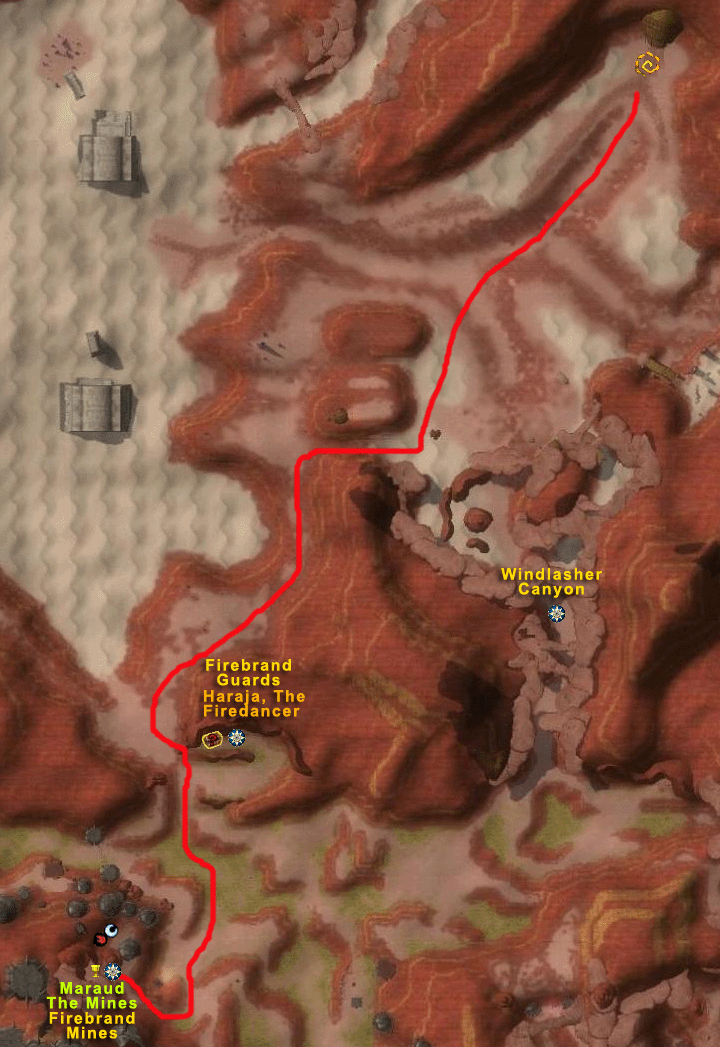 Windlasher
Canyon
Firebrand
Guards
Haraja, The
Firedancer
Maraud
The Mines
Firebrand
Mines